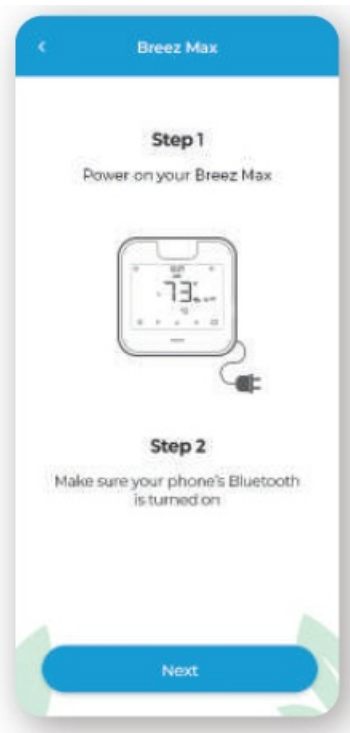 Breez Max
Step 1
Power on your Breez Max
73
Step 2
Make sure your phone's Bluetooth
is turned on
Next